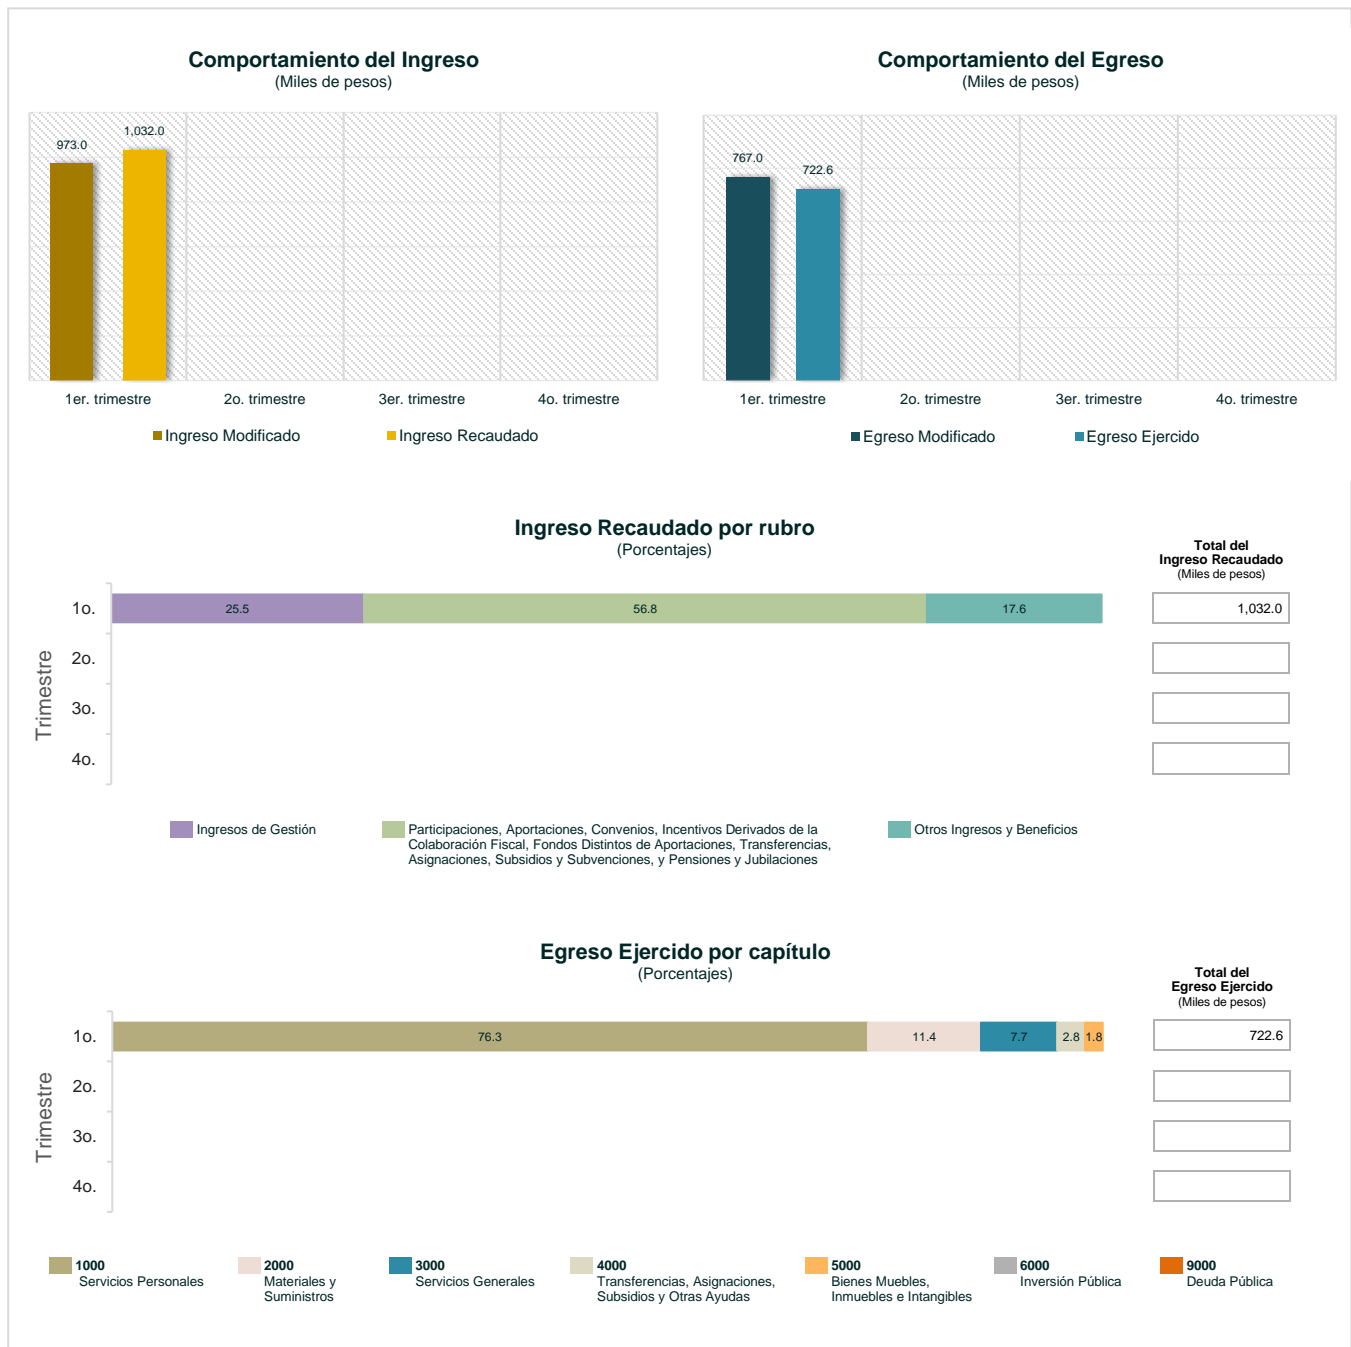 Comportamiento del Ingreso
(Miles de pesos)
973.0
1,032.0
1er. trimestre
2o. trimestre
3er. trimestre
4o. trimestre
Ingreso Modificado
Ingreso Recaudado
Comportamiento del Egreso
(Miles de pesos)
767.0
722.6
1er. trimestre
2o. trimestre
3er. trimestre
4o. trimestre
Egreso Modificado
Egreso Ejercido
Ingreso Recaudado por rubro
(Porcentajes)
Total del
Ingreso Recaudado
(Miles de pesos)
Trimestre
1o.
25.5
56.8
17.6
1,032.0
2o.
3o.
4o.
Ingresos de Gestión
Participaciones, Aportaciones, Convenios, Incentivos Derivados de la
Colaboración Fiscal, Fondos Distintos de Aportaciones, Transferencias,
Asignaciones, Subsidios y Subvenciones, y Pensiones y Jubilaciones
Otros Ingresos y Beneficios
Egreso Ejercido por capítulo
(Porcentajes)
Total del
Egreso Ejercido
(Miles de pesos)
Trimestre
1o.
76.3
11.4
7.7
2.8
1.8
722.6
2o.
3o.
4o.
1000
Servicios Personales
2000
Materiales y
Suministros
3000
Servicios Generales
4000
Transferencias, Asignaciones,
Subsidios y Otras Ayudas
5000
Bienes Muebles,
Inmuebles e Intangibles
6000
Inversión Pública
9000
Deuda Pública